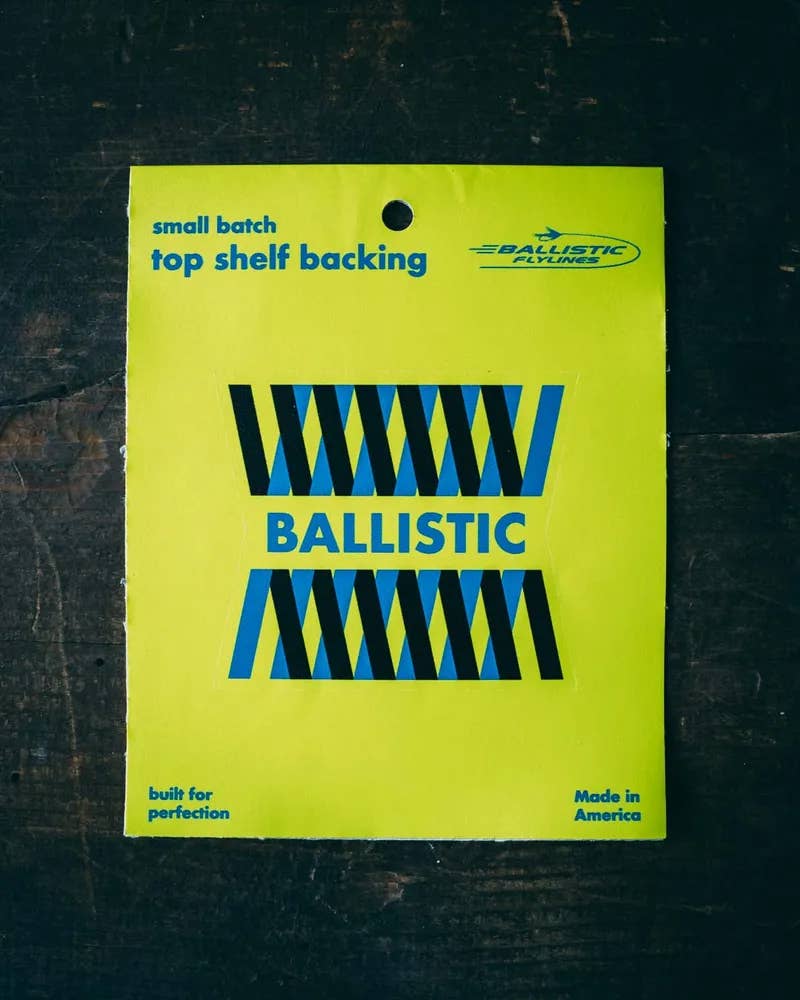 small batch
top shelf backing
BALLISTIC
FLYLINES
BALLISTIC
built for
perfection
Made in
America